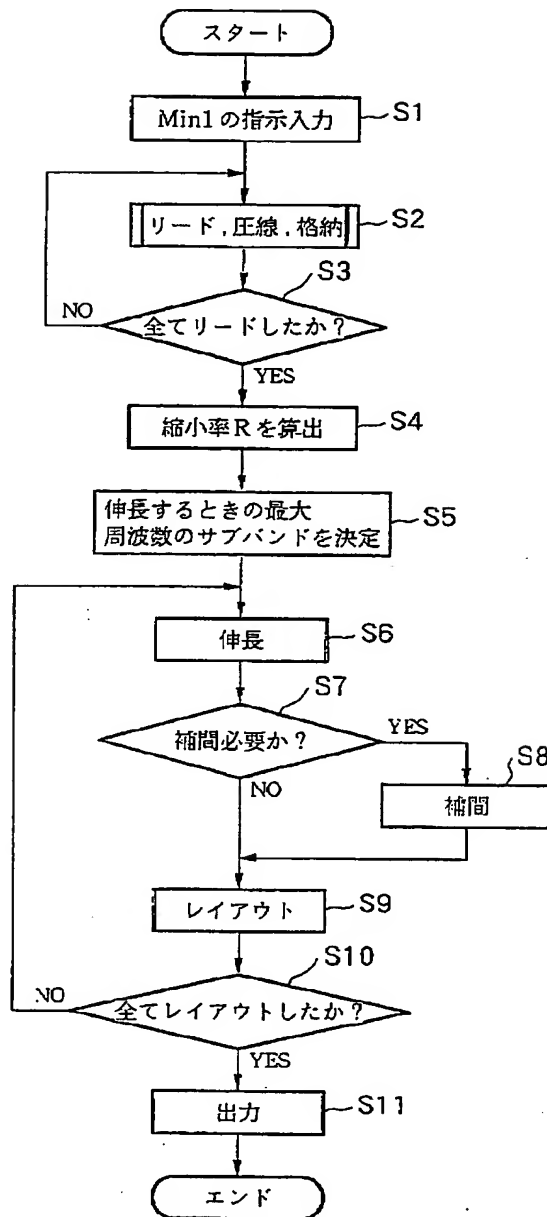 スタート
Min1の指示入力
S1
リード,圧線,格納
S2
S3
NO
全てリードしたか?
YES
縮小率Rを算出
S4
伸長するときの最大
周波数のサブバンドを決定
S5
伸長
S6
S7
補間必要か?
YES
S8
NO
補間
レイアウト
S9
S10
NO
全てレイアウトしたか?
YES
出力
S11
エンド